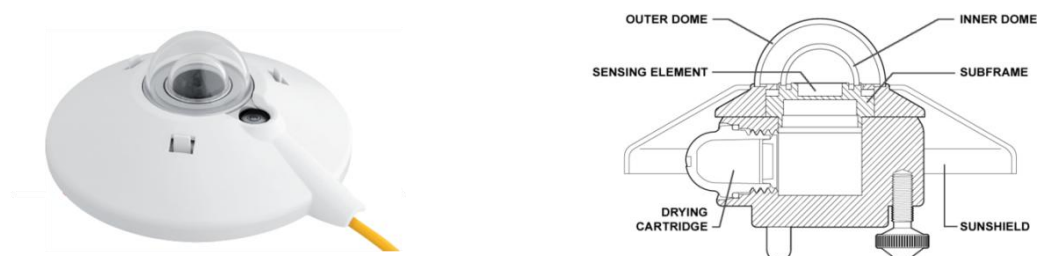 OUTER DOME
INNER DOME
SENSING ELEMENT
SUBFRAME
DRYING
CARTRIDGE
SUNSHIELD